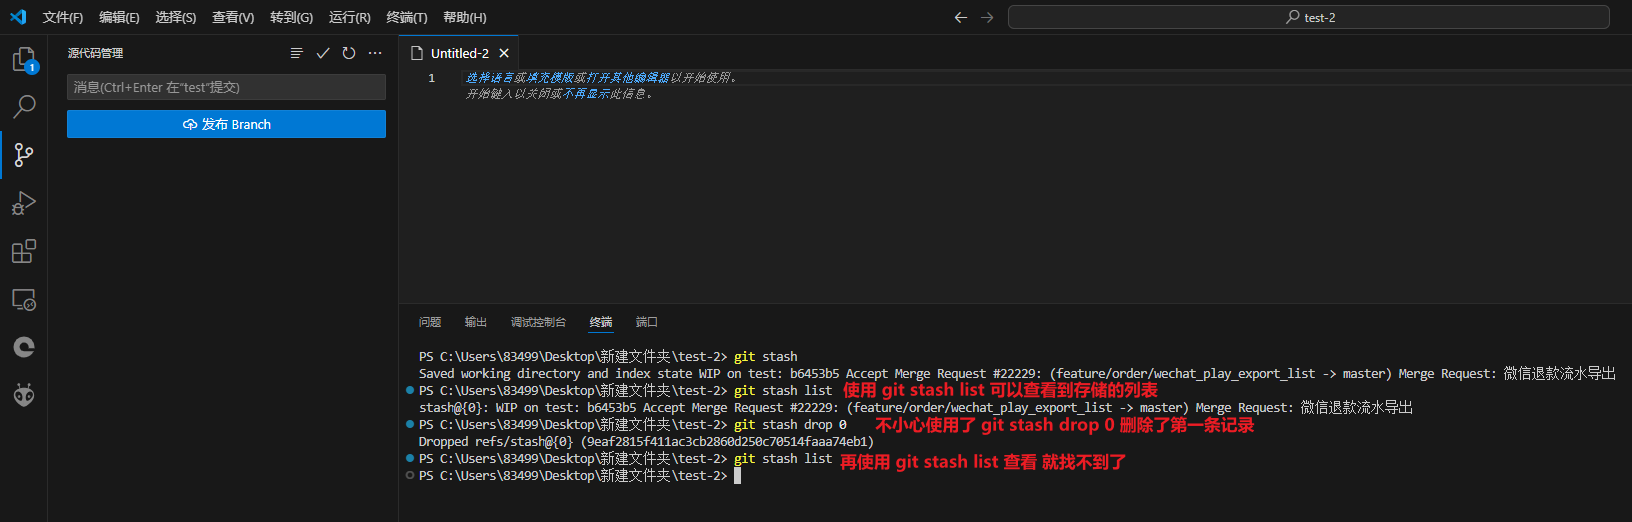 文件(F) 编辑(E) 选择(S) 查看(V) 转到(G) 运行(R) 终端(T) 帮助(H) test-2
源代码管理
Untitled-2
1
消息(Ctrl+Enter 在“test”提交)
发布 Branch
1 选择语言或填充模版或打开其他编辑器以开始使用。
开始键入以关闭或不再显示此信息。
问题 输出 调试控制台 终端 端口
PS C:\Users\83499\Desktop\新建文件夹\test-2> git stash
Saved working directory and index state WIP on test: b6453b5 Accept Merge Request #22229: (feature/order/wechat_play_export_list -> master) Merge Request: 微信退款流水导出
PS C:\Users\83499\Desktop\新建文件夹\test-2> git stash list 使用 git stash list 可以查看到存储的列表
stash@{0}: WIP on test: b6453b5 Accept Merge Request #22229: (feature/order/wechat_play_export_list -> master) Merge Request: 微信退款流水导出
PS C:\Users\83499\Desktop\新建文件夹\test-2> git stash drop 0 不小心使用了 git stash drop 0 删除了第一条记录
Dropped refs/stash@{0} (9eaf2815f411ac3cb2860d250c70514faaa74eb1)
PS C:\Users\83499\Desktop\新建文件夹\test-2> git stash list 再使用 git stash list 查看 就找不到了
PS C:\Users\83499\Desktop\新建文件夹\test-2>